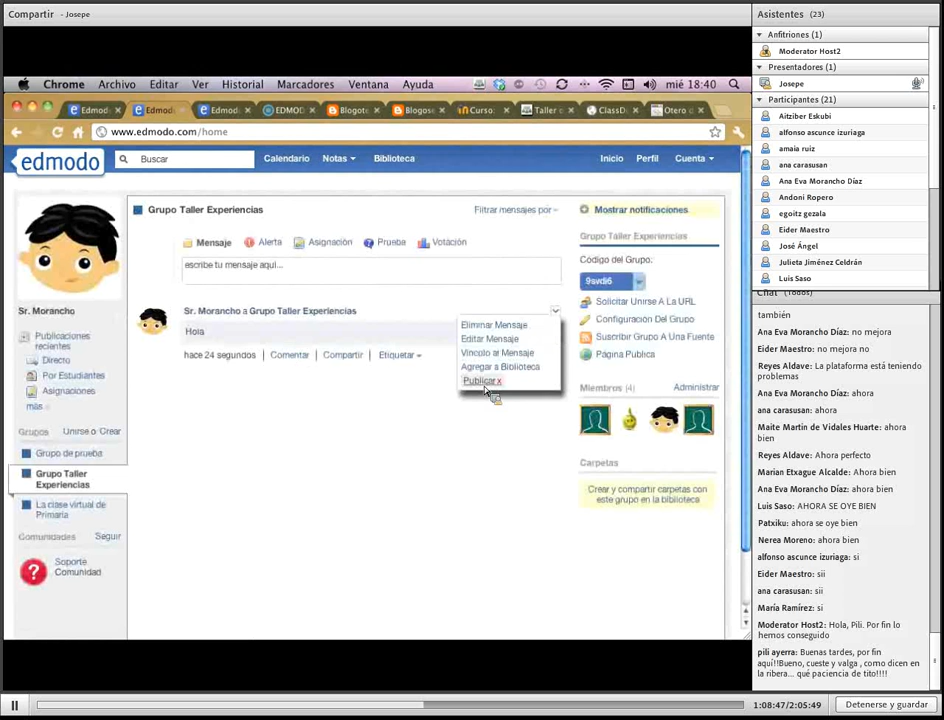 Compartir - Josepe
Chrome Archivo Editar Ver Historial Marcadores Ventana Ayuda mié 18:40
Edmod Edmod Edmod EDMOD Blogote Blogose Curso: Taller e ClassDo Otero d
www.edmodo.com/home
edmodo Buscar Calendario Notas Biblioteca Inicio Perfil Cuenta
Sr. Morancho
Publicaciones
recientes
Directo
Por Estudiantes
Asignaciones
más
Grupos Unirse o Crear
Grupo de prueba
Grupo Taller
Experiencias
La clase virtual de
Primaria
Comunidades Seguir
Soporte
Comunidad
Grupo Taller Experiencias Filtrar mensajes por
Mensaje Alerta Asignación Prueba Votación
escribe tu mensaje aquí...
Sr. Morancho a Grupo Taller Experiencias
Hola
hace 24 segundos Comentar Compartir Etiquetar
Eliminar Mensaje
Editar Mensaje
Vínculo al Mensaje
Agregar a Biblioteca
Publicar x
Mostrar notificaciones
Grupo Taller Experiencias
Código del Grupo:
9svdi6
Solicitar Unirse A La URL
Configuración Del Grupo
Suscribir Grupo A Una Fuente
Página Publica
Miembros (4) Administrar
Carpetas
Crear y compartir carpetas con
este grupo en la biblioteca
Asistentes (23)
Anfitriones (1)
Moderator Host2
Presentadores (1)
Josepe
Participantes (21)
Aitziber Eskubi
alfonso ascunce izuriaga
amaia ruiz
ana carasusan
Ana Eva Morancho Díaz
Andoni Ropero
egoitz gezala
Eider Maestro
José Ángel
Julieta Jiménez Celdrán
Luis Saso
Chat (Todos)
también
Ana Eva Morancho Díaz: no mejora
Eider Maestro: no mejora no
Reyes Aldave: La plataforma está teniendo
problemas
Ana Eva Morancho Díaz: ahora
ana carasusan: ahora
Maite Martin de Vidales Huarte: ahora
bien
Reyes Aldave: Ahora perfecto
Marian Etxague Alcalde: Ahora bien
Ana Eva Morancho Díaz: ahora bien
Luis Saso: AHORA SE OYE BIEN
Patxiku: ahora se oye bien
Nerea Moreno: ahora bien
alfonso ascunce izuriaga: si
Eider Maestro: sii
ana carasusan: sii
María Ramírez: si
Moderator Host2: Hola, Pili. Por fin lo
hemos conseguido
pili ayerra: Buenas tardes, por fin
aquí!!Bueno, cueste y valga , como dicen en
la ribera... qué paciencia de tito!!!!
1:08:47/2:05:49 Detenerse y guardar